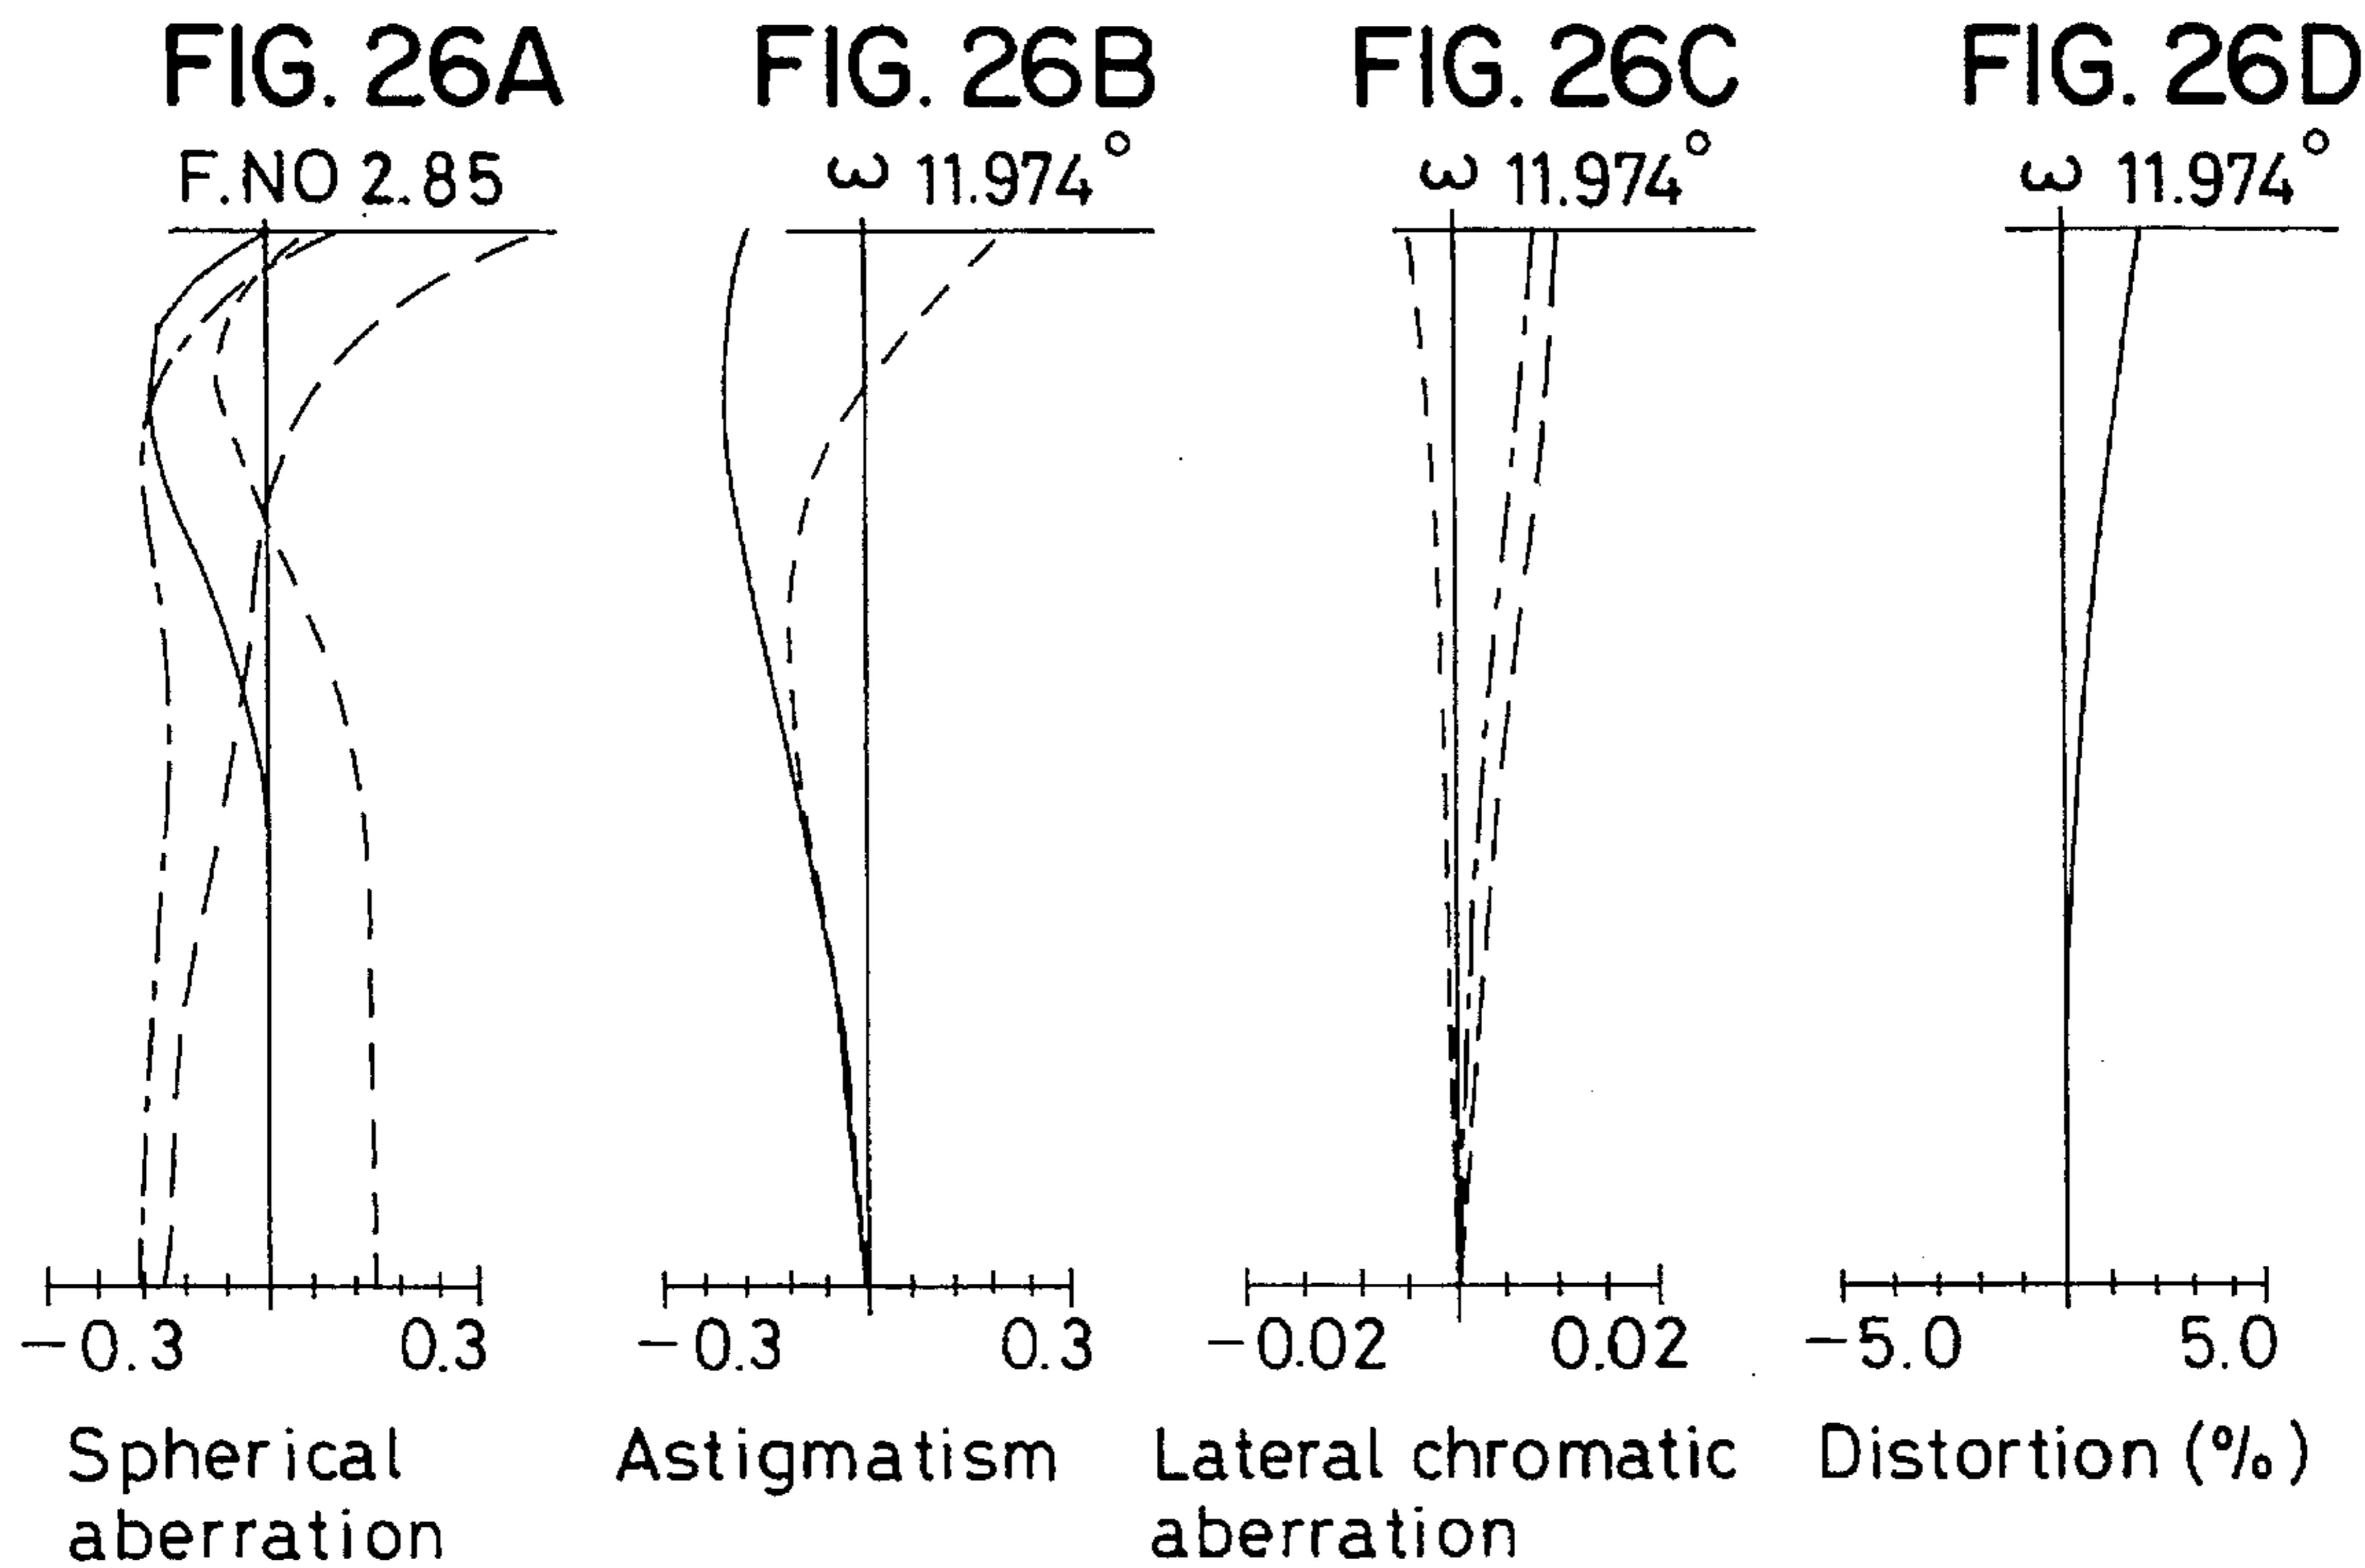 FIG. 26A FIG. 26B FIG. 26C FIG. 26D
F.NO 2.85 ω 11.974° ω 11.974° ω 11.974°
−0.3 0.3 −0.3 0.3 −0.02 0.02 −5.0 5.0
Spherical Astigmatism Lateral chromatic Distortion (%)
aberration aberration